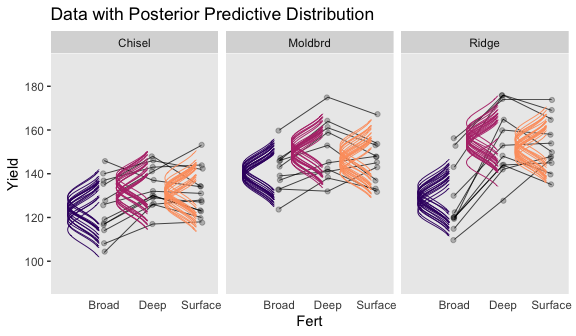 Data with Posterior Predictive Distribution
Chisel Moldbrd Ridge
180
160
140
120
100
Yield
Broad Deep Surface Broad Deep Surface Broad Deep Surface
Fert